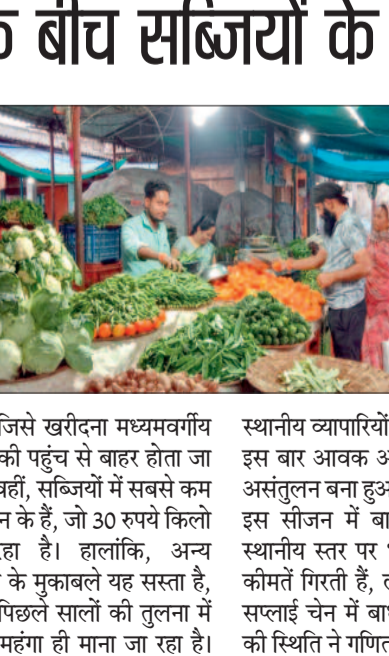 बीच सब्जियों के
जिसे खरीदना मध्यमवर्गीय
की पहुंच से बाहर होता जा
वहीं, सब्जियों में सबसे कम
के हैं, जो 30 रुपये किलो
रहा है। हालांकि, अन्य
के मुकाबले यह सस्ता है,
पिछले सालों की तुलना में
महंगा ही माना जा रहा है।
स्थानीय व्यापारियों
इस बार आवक
असंतुलन बना
इस सीजन में
स्थानीय स्तर पर
कीमतें गिरती हैं,
सप्लाई चेन में
की स्थिति ने